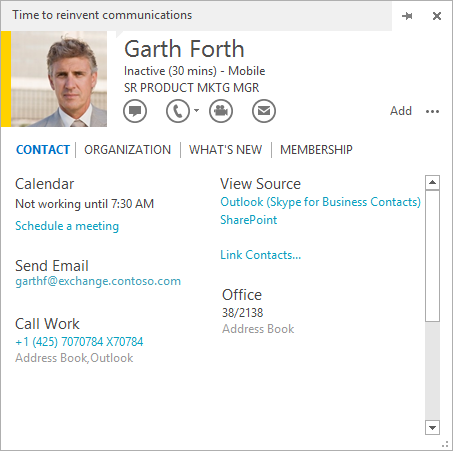 Time to reinvent communications
Garth Forth
Inactive (30 mins) - Mobile
SR PRODUCT MKTG MGR
Add
CONTACT
ORGANIZATION
WHAT'S NEW
MEMBERSHIP
Calendar
Not working until 7:30 AM
Schedule a meeting
Send Email
garthf@exchange.contoso.com
Call Work
+1 (425) 7070784 X70784
Address Book,Outlook
View Source
Outlook (Skype for Business Contacts)
SharePoint
Link Contacts...
Office
38/2138
Address Book